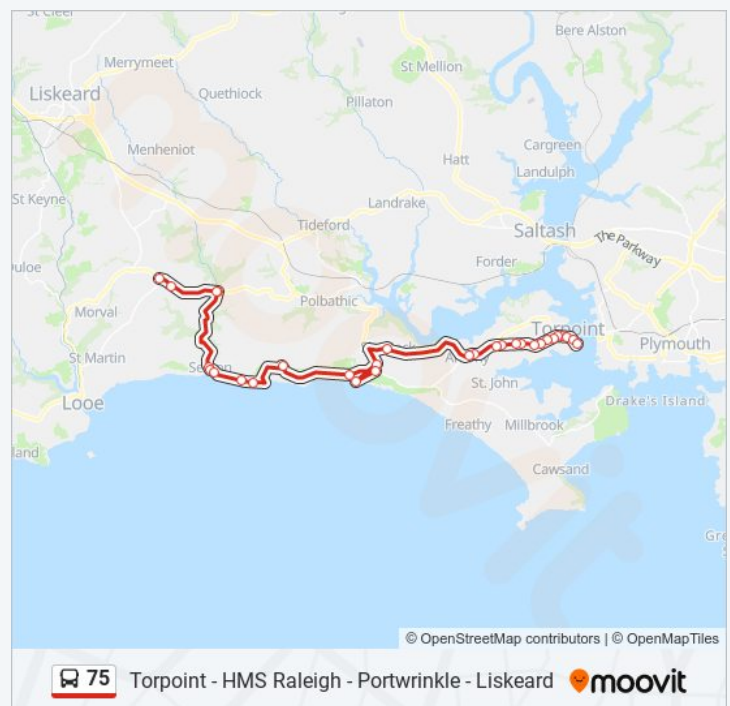 St Cleer
Bere Alston
Merrymeet
St Mellion
Liskeard
Quethiock
Pillaton
Cargreen
Menheniot
Hatt
Landulph
St Keyne
Landrake
Tideford
Saltash
The Parkway
Duloe
Forder
Polbathic
Morval
Torpoint
Plymouth
St Martin
St. John
Looe
Drake's Island
Freathy
Millbrook
Cawsand
© OpenStreetMap contributors | © OpenMapTiles
75
Torpoint - HMS Raleigh - Portwrinkle - Liskeard
moovit